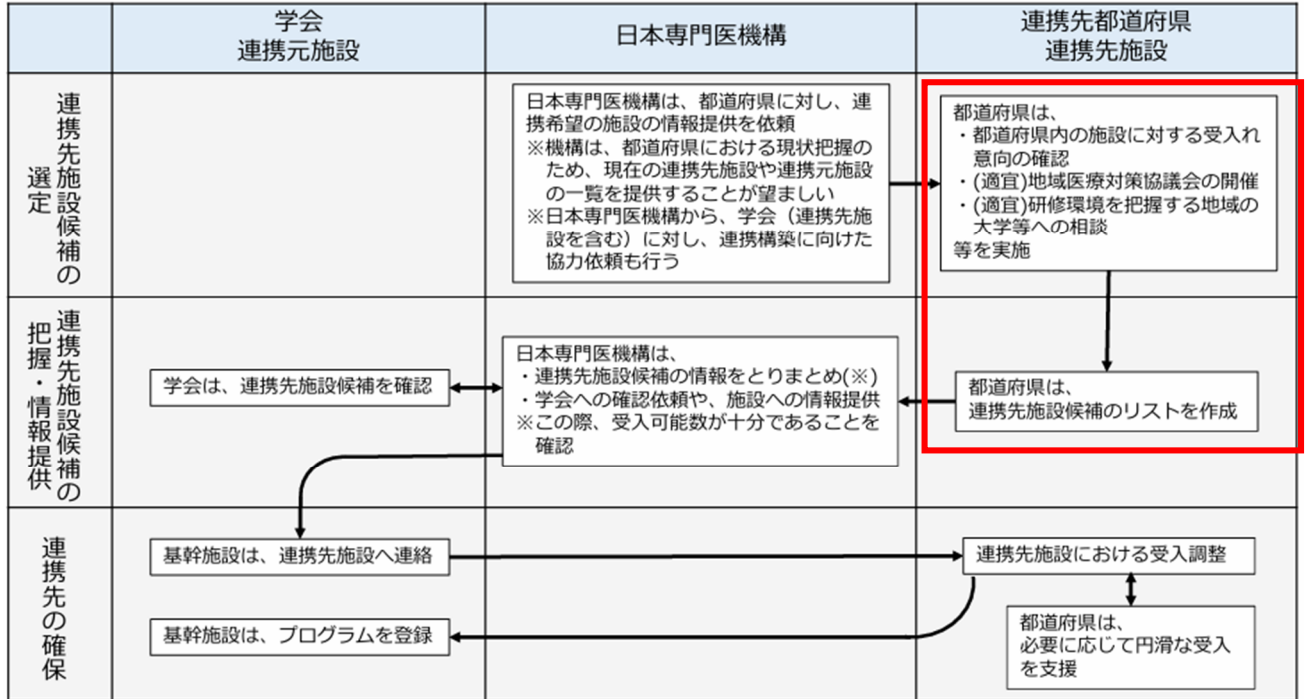 学会
連携元施設
日本専門医機構
連携先都道府県
連携先施設
連携先施設候補の
選定
日本専門医機構は、都道府県に対し、連
携希望の施設の情報提供を依頼
※機構は、都道府県における現状把握の
ため、現在の連携先施設や連携元施設
の一覧を提供することが望ましい
※日本専門医機構から、学会（連携先施
設を含む）に対し、連携構築に向けた
協力依頼も行う
都道府県は、
・都道府県内の施設に対する受入れ
意向の確認
・(適宜)地域医療対策協議会の開催
・(適宜)研修環境を把握する地域の
大学等への相談
等を実施
連携先施設候補の
把握・情報提供
学会は、連携先施設候補を確認
日本専門医機構は、
・連携先施設候補の情報をとりまとめ(※)
・学会への確認依頼や、施設への情報提供
※この際、受入可能数が十分であることを
確認
都道府県は、
連携先施設候補のリストを作成
連携先の確保
基幹施設は、連携先施設へ連絡
連携先施設における受入調整
基幹施設は、プログラムを登録
都道府県は、
必要に応じて円滑な受入
を支援